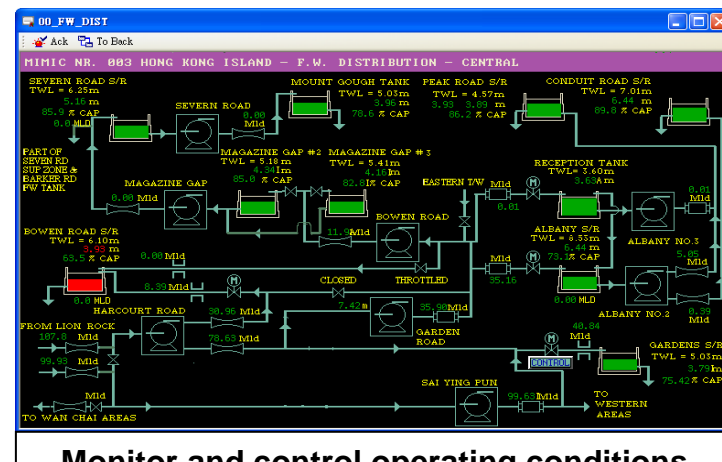 00_FW_DIST
Ack To Back
MIMIC NR. 003 HONG KONG ISLAND - F.W. DISTRIBUTION - CENTRAL
SEVERN ROAD S/R
TWL = 6.25m
5.16 m
85.9 % CAP
0.0 MLD
SEVERN ROAD
0.00
Mld
MOUNT GOUGH TANK
TWL = 5.03m
3.96 m
78.6 % CAP
PEAK ROAD S/R
TWL = 4.57m
3.93 3.89 m
86.2 % CAP
CONDUIT ROAD S/R
TWL = 7.01m
6.44 m
89.8 % CAP
PART OF
SEVEN RD
SUP ZONE &
BARKER RD
FW TANK
MAGAZINE GAP
0.00 Mld
MAGAZINE GAP #2
TWL = 5.18 m
4.34m
85.0 % CAP
MAGAZINE GAP #3
TWL = 5.41m
4.16m
82.8% CAP
EASTERN T/W
Mld
0.01
RECEPTION TANK
TWL= 3.60m
3.63 m
0.01
Mld
BOWEN ROAD
11.9 Mld
BOWEN ROAD S/R
TWL = 6.10m
3.93 m
63.5 % CAP
0.0 MLD
0.00 Mld
8.39 Mld
M
CLOSED
THROTTLED
Mld
35.16
M
M
ALBANY S/R
TWL = 8.53m
6.44 m
73.1% CAP
0.00 MLD
ALBANY NO.3
5.05
Mld
ALBANY NO.2
0.39
Mld
HARCOURT ROAD
30.96 Mld
78.63 Mld
7.42 m
35.90 Mld
GARDEN
ROAD
FROM LION ROCK
107.8 Mld
99.93 Mld
M
CONTROL
40.84
Mld
GARDENS S/R
TWL = 5.03m
3.79m
75.42 % CAP
SAI YING PUN
99.63 Mld
TO
WESTERN
AREAS
TO WAN CHAI AREAS
Monitor and control operating conditions